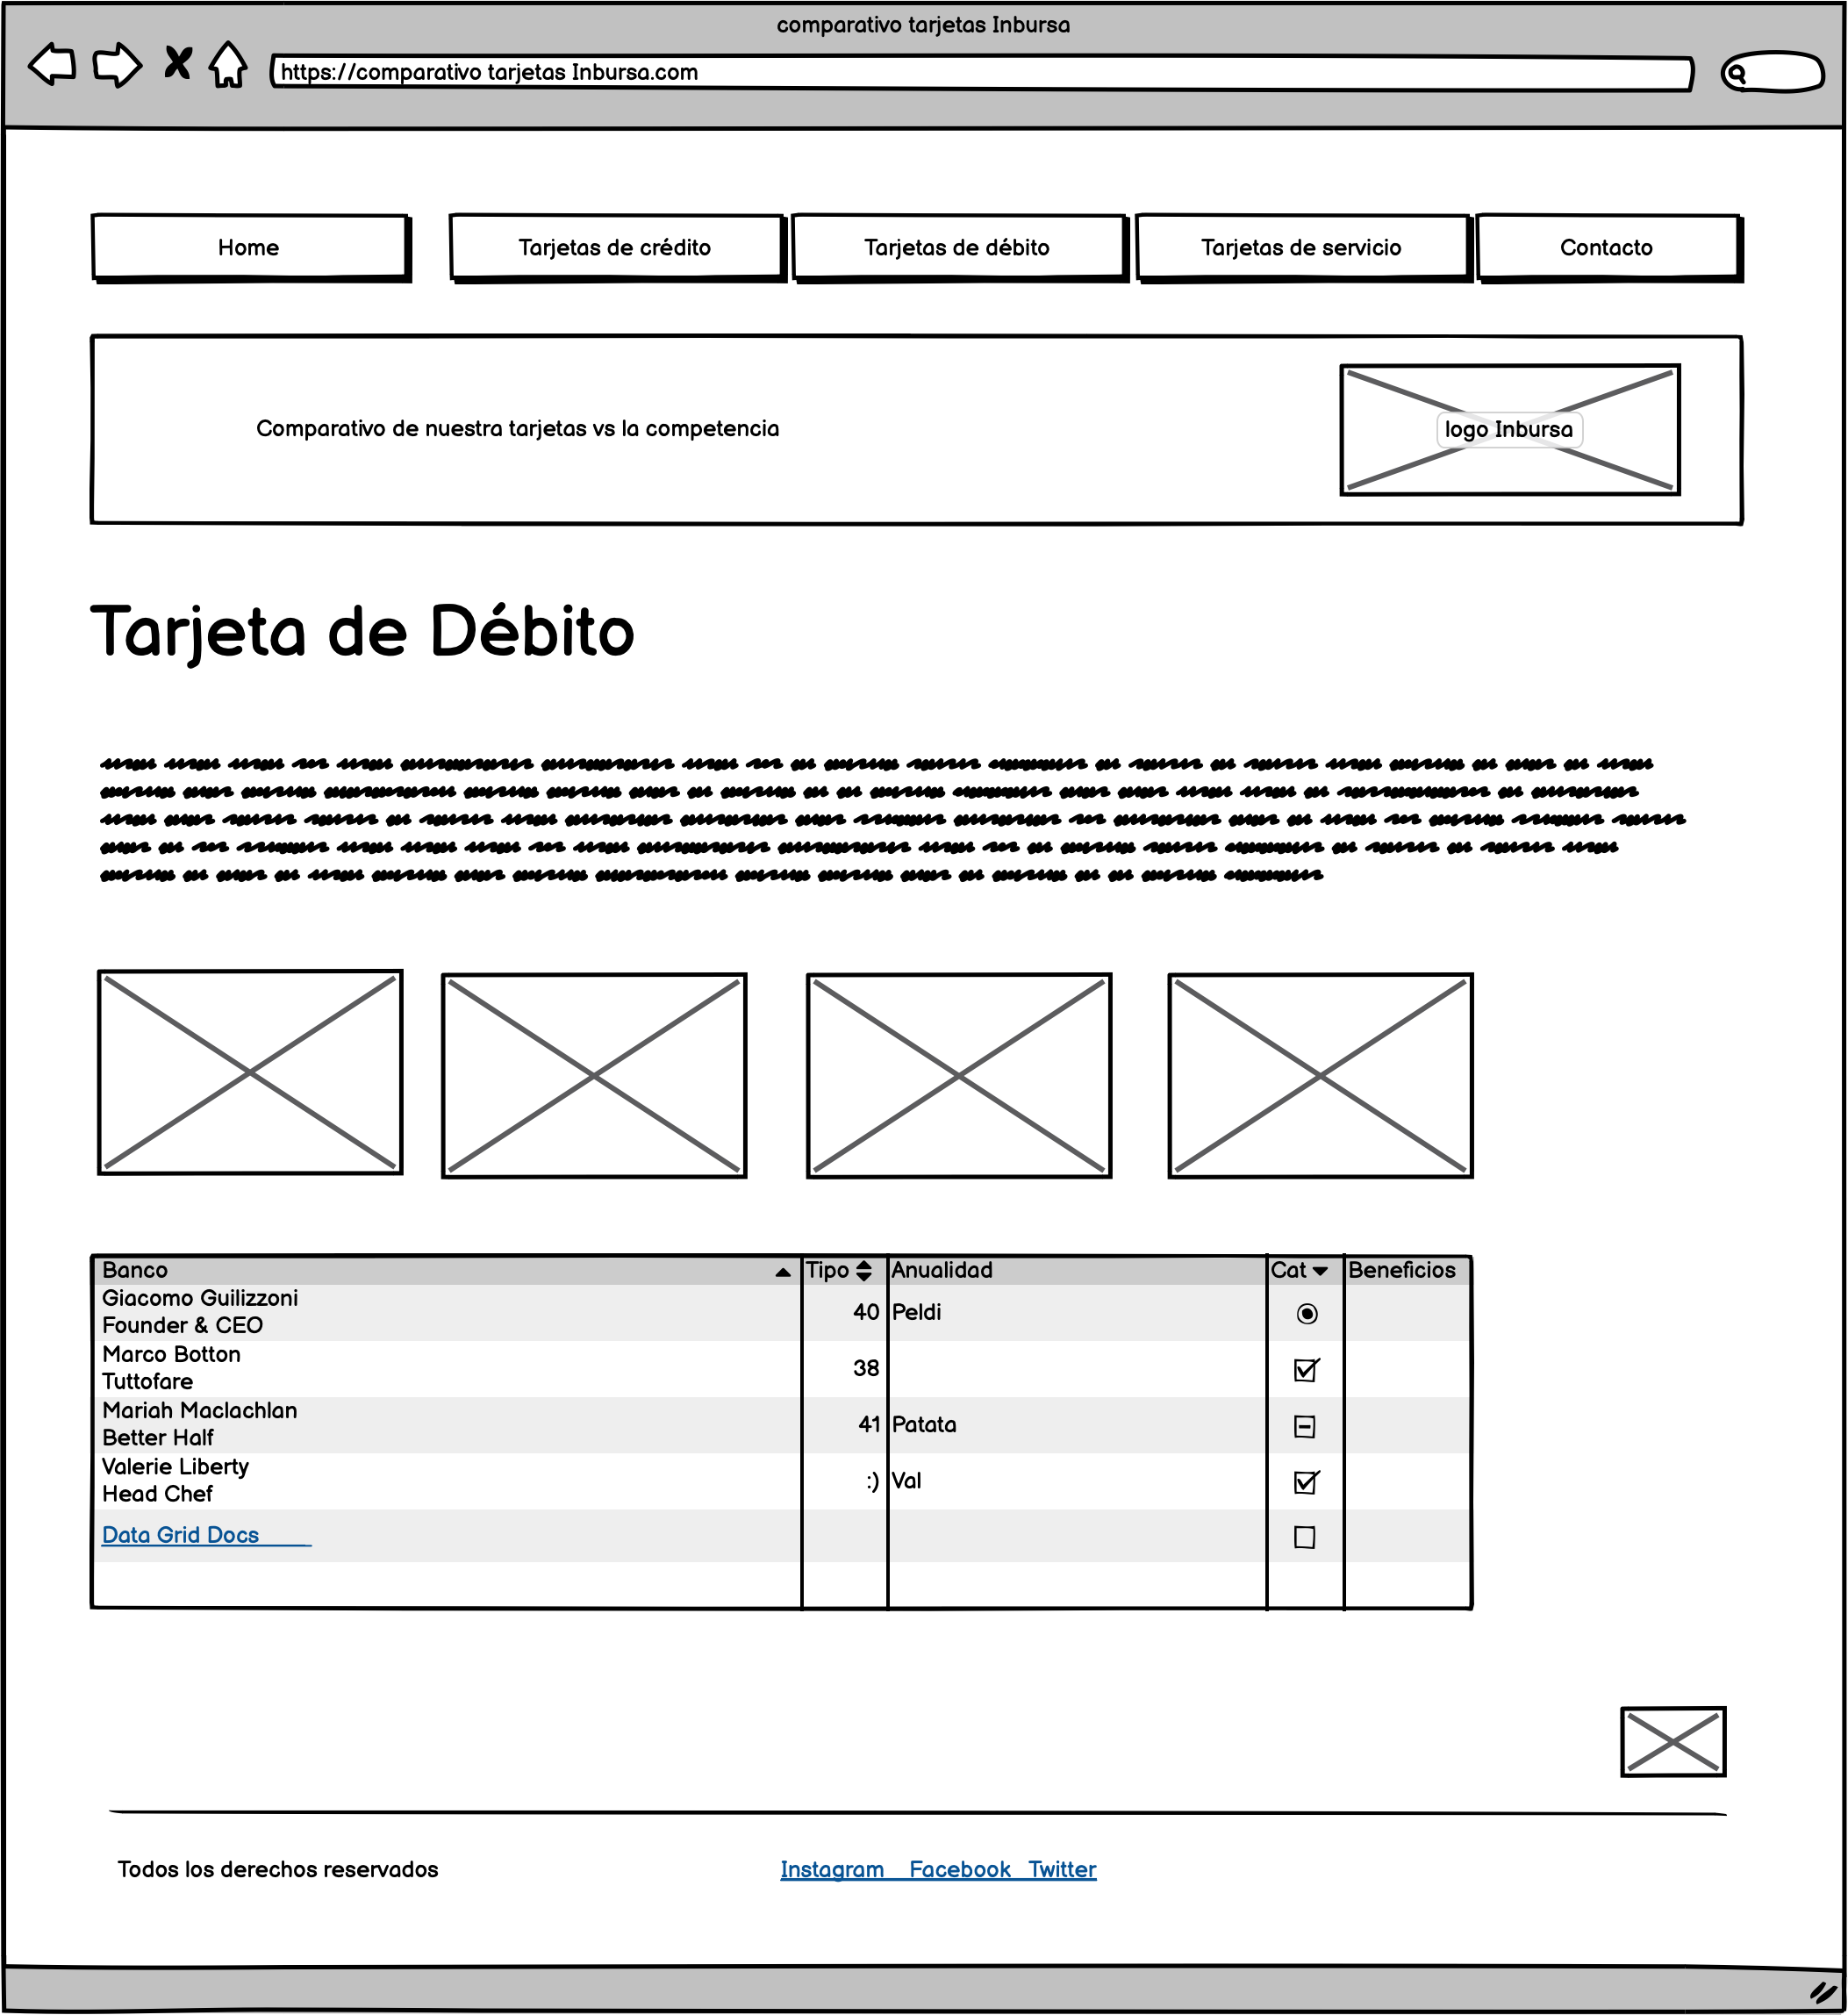 comparativo tarjetas Inbursa
https://comparativo tarjetas Inbursa.com
Home
Tarjetas de crédito
Tarjetas de débito
Tarjetas de servicio
Contacto
Comparativo de nuestra tarjetas vs la competencia
logo Inbursa
Tarjeta de Débito
Banco Tipo Anualidad Cat Beneficios
Giacomo Guilizzoni
Founder & CEO
40 Peldi
Marco Botton
Tuttofare
38
Mariah Maclachlan
Better Half
41 Patata
Valerie Liberty
Head Chef
:) Val
Data Grid Docs
Todos los derechos reservados
Instagram Facebook Twitter